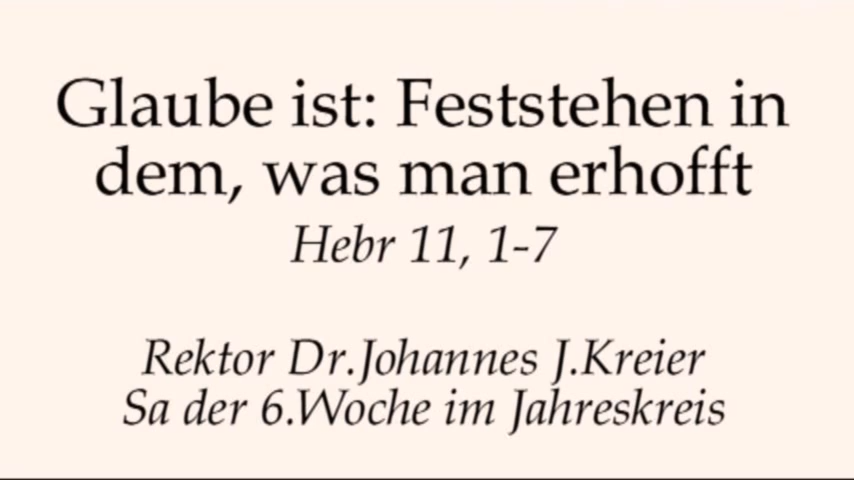 Glaube ist: Feststehen in
dem, was man erhofft
Hebr 11, 1-7
Rektor Dr.Johannes J.Kreier
Sa der 6.Woche im Jahreskreis